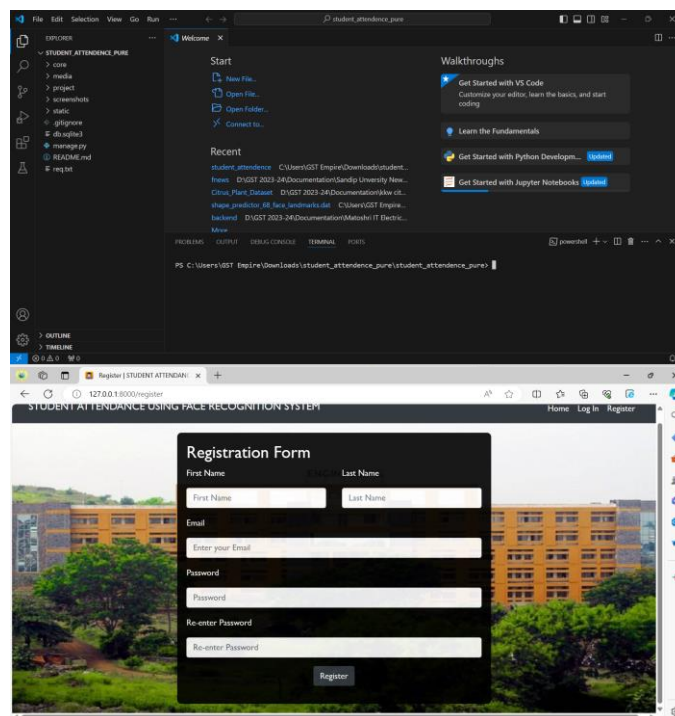 File Edit Selection View Go Run ... student_attendence_pure
EXPLORER ... Welcome
STUDENT_ATTENDENCE_PURE
core
media
project
screenshots
static
.gitignore
db.sqlite3
manage.py
README.md
req.txt
OUTLINE
TIMELINE
Start
New File...
Open File...
Open Folder...
Connect to...
Recent
student_attendence C:\Users\GST Empire\Downloads\student...
fnews D:\GST 2023-24\Documentation\Sandip Unversity New...
Citrus_Plant_Dataset D:\GST 2023-24\Documentation\kkw cit...
shape_predictor_68_face_landmarks.dat C:\Users\GST Empire...
backend D:\GST 2023-24\Documentation\Matoshri IT Electric...
More...
Walkthroughs
Get Started with VS Code
Customize your editor, learn the basics, and start
coding
Learn the Fundamentals
Get Started with Python Developm... Updated
Get Started with Jupyter Notebooks Updated
PROBLEMS OUTPUT DEBUG CONSOLE TERMINAL PORTS powershell
PS C:\Users\GST Empire\Downloads\student_attendence_pure\student_attendence_pure>
0 0 0
Register | STUDENT ATTENDAN
127.0.0.1:8000/register
STUDENT ATTENDANCE USING FACE RECOGNITION SYSTEM Home Log In Register
Registration Form
First Name Last Name
First Name Last Name
Email
Enter your Email
Password
Password
Re-enter Password
Re-enter Password
Register